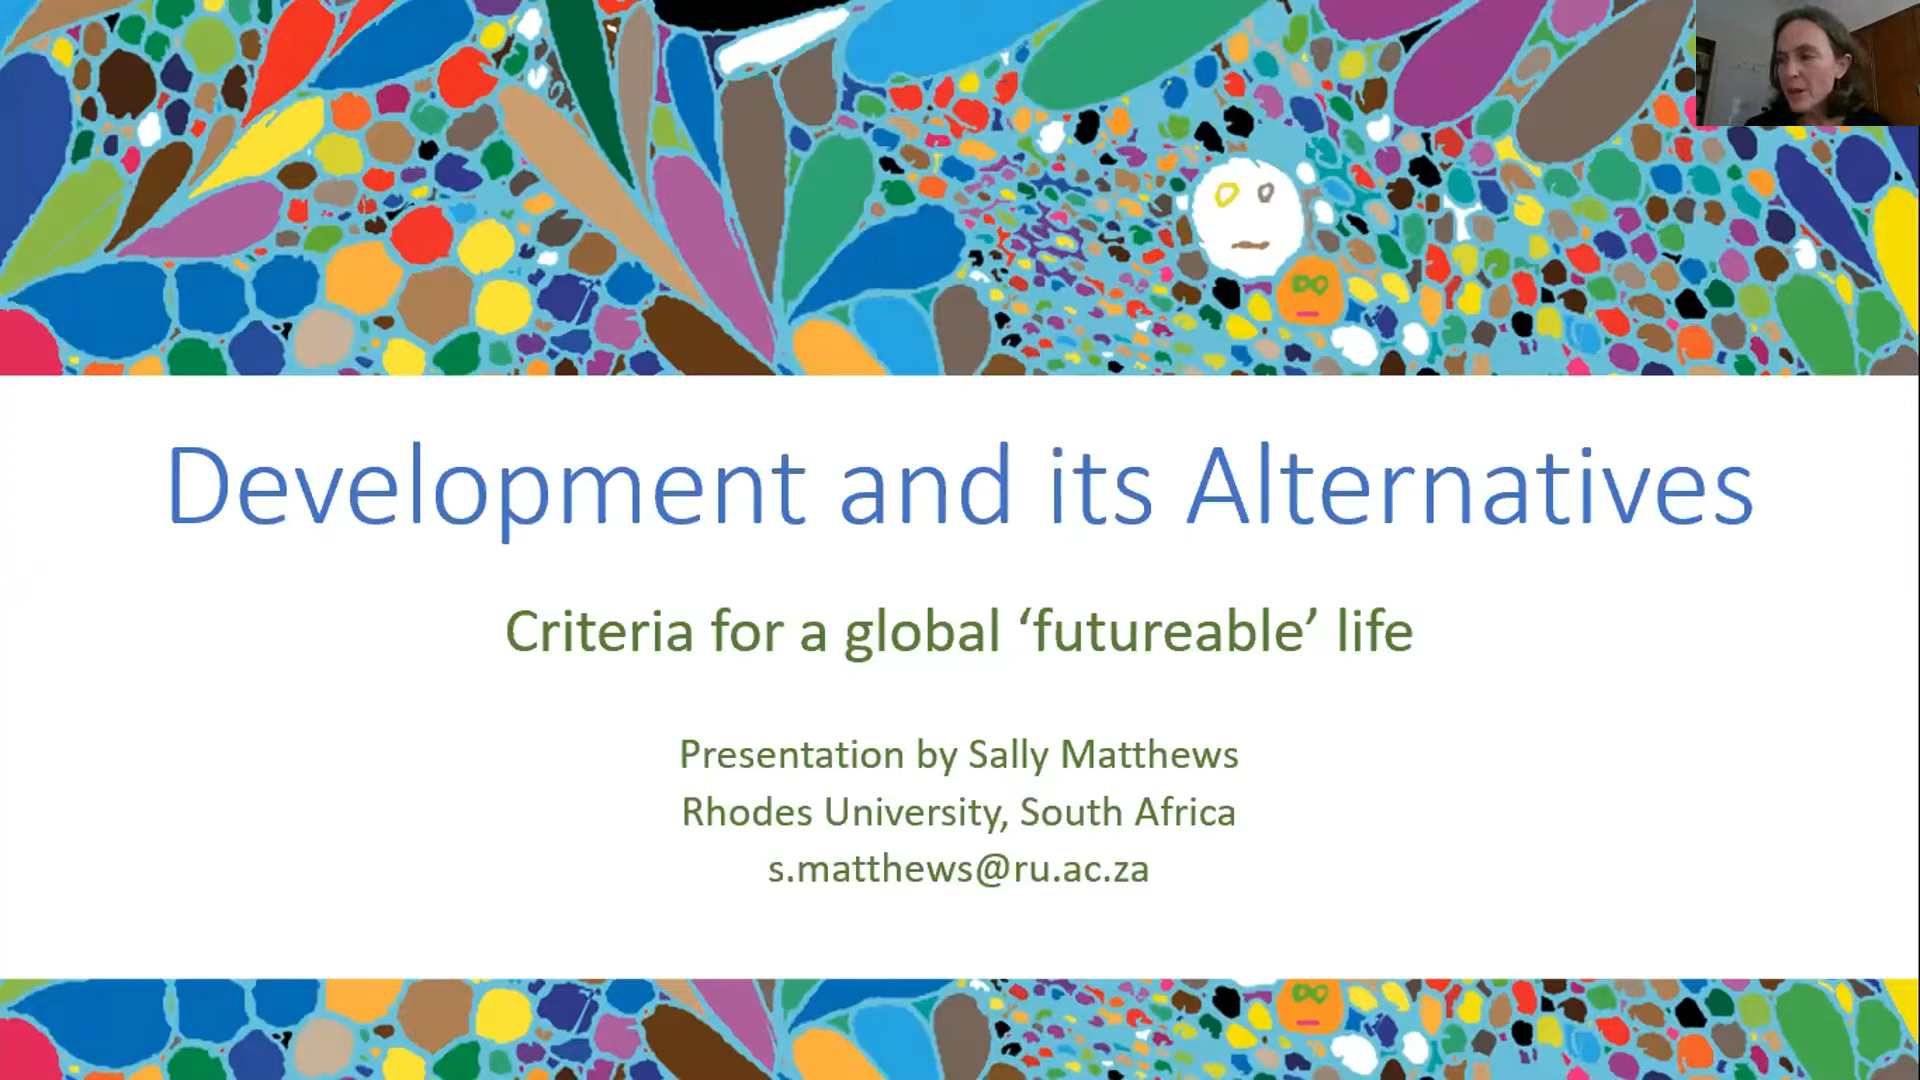 Development and its Alternatives
Criteria for a global ‘futureable’ life
Presentation by Sally Matthews
Rhodes University, South Africa
s.matthews@ru.ac.za